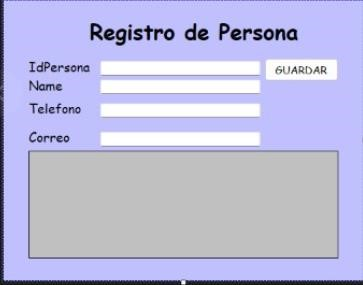 Registro de Persona
IdPersona
GUARDAR
Name
Telefono
Correo